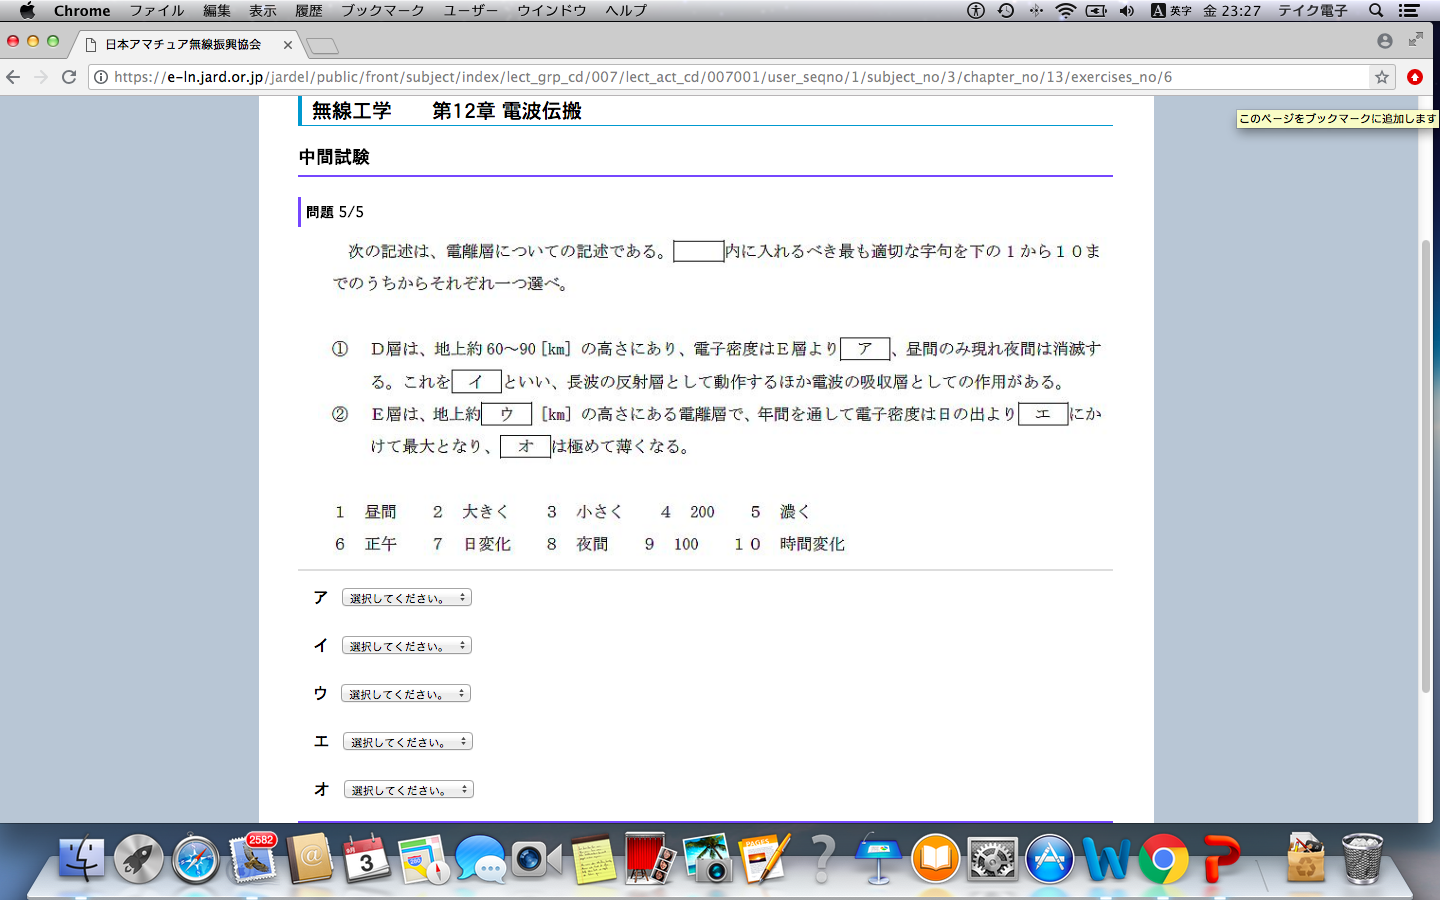 Chrome ファイル 編集 表示 履歴 ブックマーク ユーザー ウインドウ ヘルプ A 英字 金 23:27 テイク電子
日本アマチュア無線振興協会
https://e-ln.jard.or.jp/jardel/public/front/subject/index/lect_grp_cd/007/lect_act_cd/007001/user_seqno/1/subject_no/3/chapter_no/13/exercises_no/6
このページをブックマークに追加します
無線工学 第12章 電波伝搬
中間試験
問題 5/5
次の記述は、電離層についての記述である。 内に入れるべき最も適切な字句を下の1から10ま
でのうちからそれぞれ一つ選べ。
① D層は、地上約 60～90 [km] の高さにあり、電子密度はE層より ア 、昼間のみ現れ夜間は消滅す
る。これを イ といい、長波の反射層として動作するほか電波の吸収層としての作用がある。
② E層は、地上約 ウ [km] の高さにある電離層で、年間を通して電子密度は日の出より エ にか
けて最大となり、 オ は極めて薄くなる。
1 昼間 2 大きく 3 小さく 4 200 5 濃く
6 正午 7 日変化 8 夜間 9 100 10 時間変化
ア 選択してください。
イ 選択してください。
ウ 選択してください。
エ 選択してください。
オ 選択してください。
2582
3
PAGES